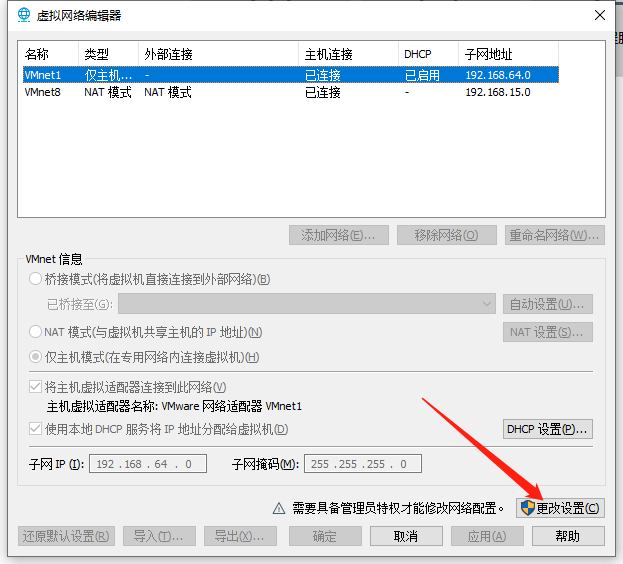 虚拟网络编辑器
名称 类型 外部连接 主机连接 DHCP 子网地址
VMnet1 仅主机... - 已连接 已启用 192.168.64.0
VMnet8 NAT 模式 NAT 模式 已连接 - 192.168.15.0
添加网络(E)... 移除网络(O) 重命名网络(W)...
VMnet 信息
桥接模式(将虚拟机直接连接到外部网络)(B)
已桥接至(G): 自动设置(U)...
NAT 模式(与虚拟机共享主机的 IP 地址)(N) NAT 设置(S)...
仅主机模式(在专用网络内连接虚拟机)(H)
将主机虚拟适配器连接到此网络(V)
主机虚拟适配器名称: VMware 网络适配器 VMnet1
使用本地 DHCP 服务将 IP 地址分配给虚拟机(D) DHCP 设置(P)...
子网 IP (I): 192 . 168 . 64 . 0 子网掩码(M): 255 . 255 . 255 . 0
需要具备管理员特权才能修改网络配置。 更改设置(C)
还原默认设置(R) 导入(T)... 导出(X)... 确定 取消 应用(A) 帮助